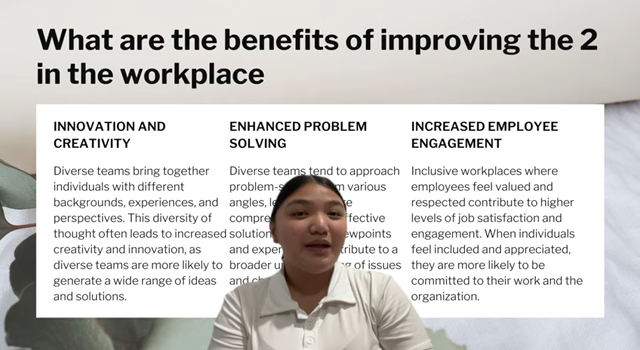 What are the benefits of improving the 2
in the workplace
INNOVATION AND
CREATIVITY
Diverse teams bring together
individuals with different
backgrounds, experiences, and
perspectives. This diversity of
thought often leads to increased
creativity and innovation, as
diverse teams are more likely to
generate a wide range of ideas
and solutions.
ENHANCED PROBLEM
SOLVING
Diverse teams tend to approach
various
angles,
solution
and
to a
broader of issues
and
INCREASED EMPLOYEE
ENGAGEMENT
Inclusive workplaces where
employees feel valued and
respected contribute to higher
levels of job satisfaction and
engagement. When individuals
feel included and appreciated,
they are more likely to be
committed to their work and the
organization.